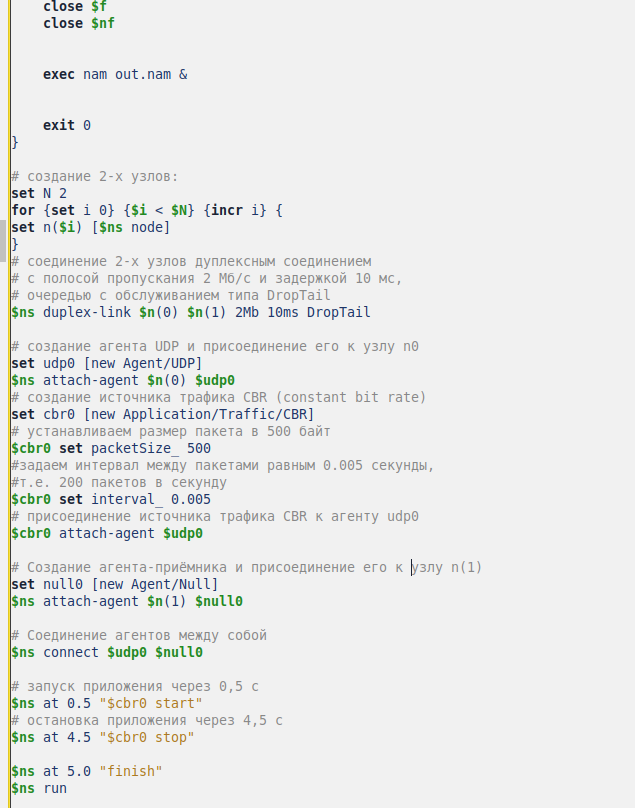 close $f
close $nf
exec nam out.nam &
exit 0
}
# создание 2-х узлов:
set N 2
for {set i 0} {$i < $N} {incr i} {
set n($i) [$ns node]
}
# соединение 2-х узлов дуплексным соединением
# с полосой пропускания 2 Мб/с и задержкой 10 мс,
# очередью с обслуживанием типа DropTail
$ns duplex-link $n(0) $n(1) 2Mb 10ms DropTail
# создание агента UDP и присоединение его к узлу n0
set udp0 [new Agent/UDP]
$ns attach-agent $n(0) $udp0
# создание источника трафика CBR (constant bit rate)
set cbr0 [new Application/Traffic/CBR]
# устанавливаем размер пакета в 500 байт
$cbr0 set packetSize_ 500
#задаем интервал между пакетами равным 0.005 секунды,
#т.е. 200 пакетов в секунду
$cbr0 set interval_ 0.005
# присоединение источника трафика CBR к агенту udp0
$cbr0 attach-agent $udp0
# Создание агента-приёмника и присоединение его к узлу n(1)
set null0 [new Agent/Null]
$ns attach-agent $n(1) $null0
# Соединение агентов между собой
$ns connect $udp0 $null0
# запуск приложения через 0,5 с
$ns at 0.5 "$cbr0 start"
# остановка приложения через 4,5 с
$ns at 4.5 "$cbr0 stop"
$ns at 5.0 "finish"
$ns run